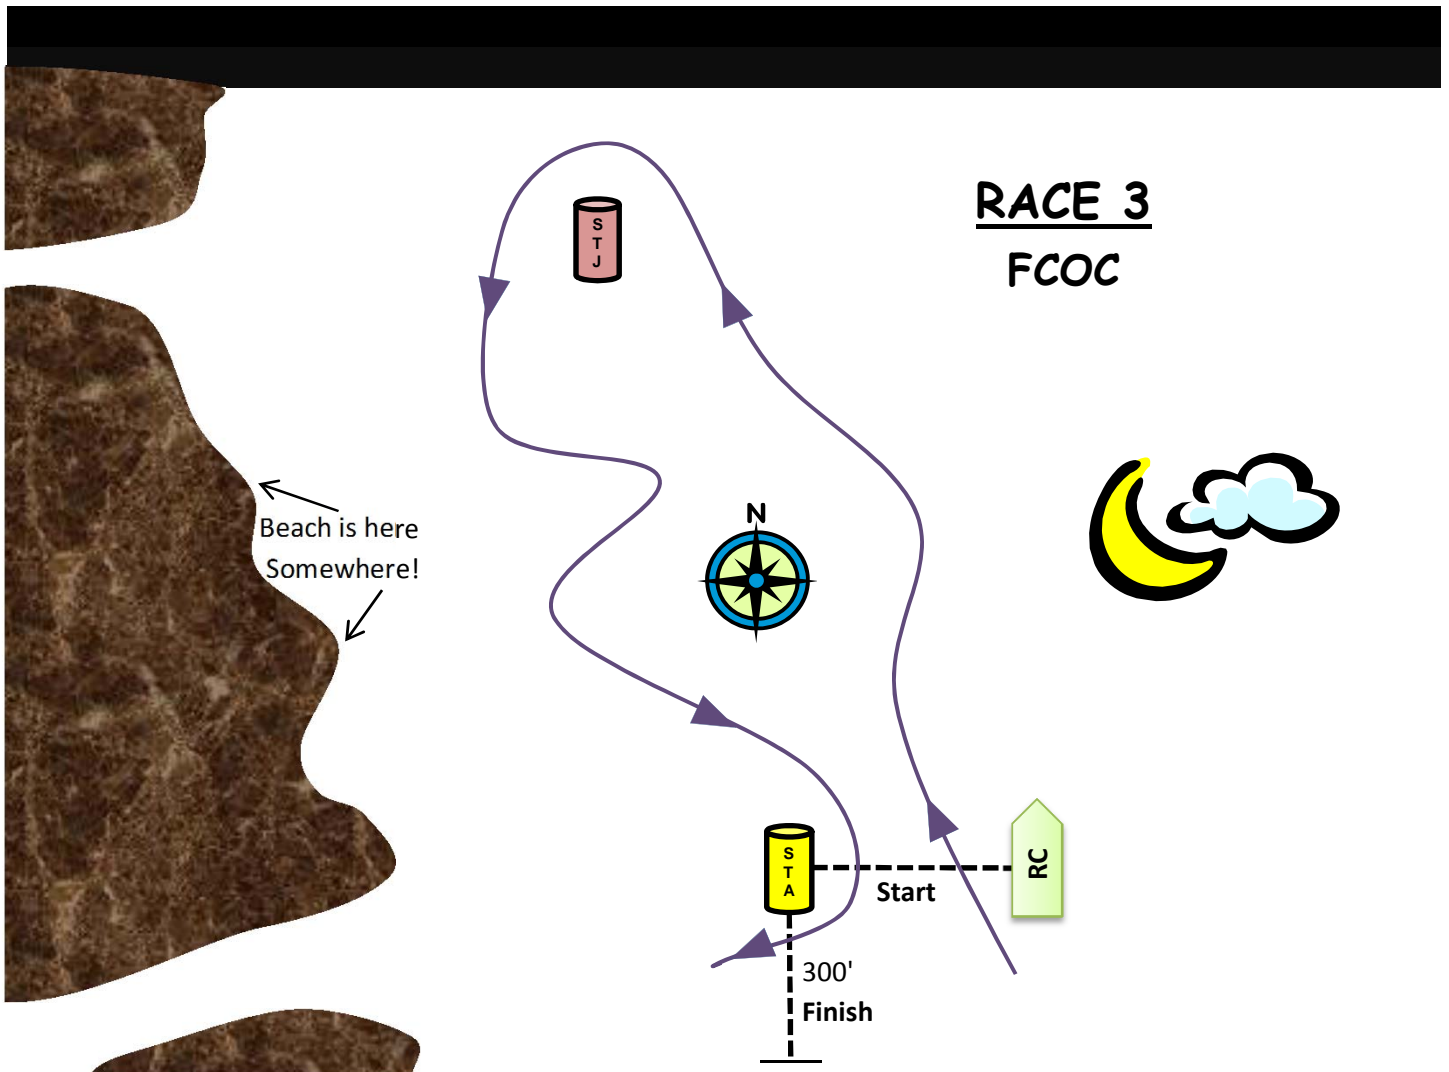 RACE 3
FCOC
S
T
J
Beach is here
Somewhere!
N
S
T
A
Start
RC
300'
Finish